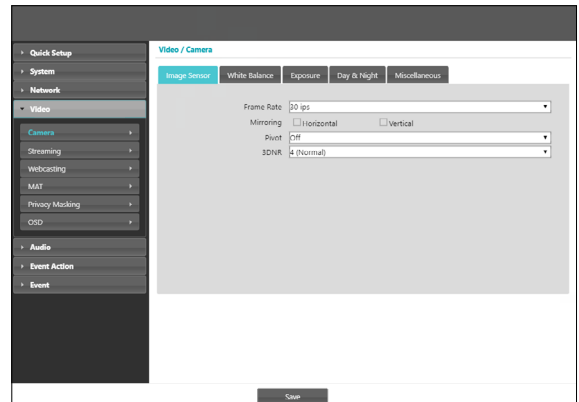 Quick Setup
System
Network
Video
Camera
Streaming
Webcasting
MAT
Privacy Masking
OSD
Audio
Event Action
Event
Video / Camera
Image Sensor White Balance Exposure Day & Night Miscellaneous
Frame Rate 30 ips
Mirroring Horizontal Vertical
Pivot Off
3DNR 4 (Normal)
Save